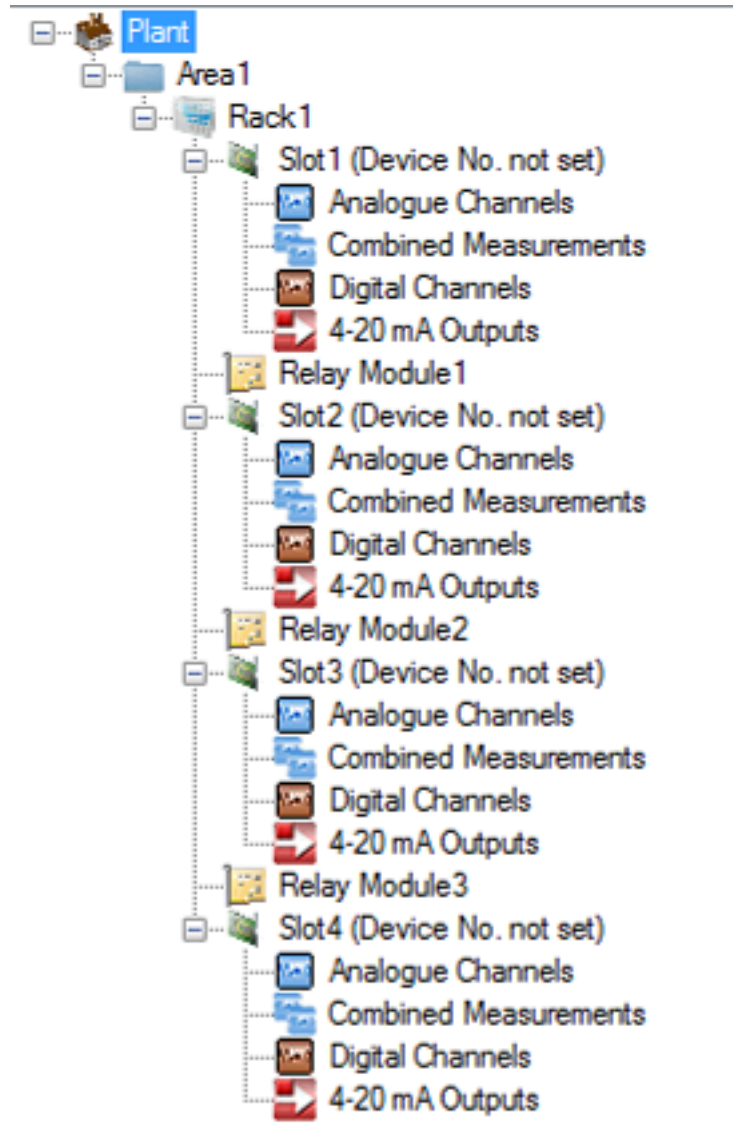 Plant
Area1
Rack1
Slot1 (Device No. not set)
Analogue Channels
Combined Measurements
Digital Channels
4-20 mA Outputs
Relay Module1
Slot2 (Device No. not set)
Analogue Channels
Combined Measurements
Digital Channels
4-20 mA Outputs
Relay Module2
Slot3 (Device No. not set)
Analogue Channels
Combined Measurements
Digital Channels
4-20 mA Outputs
Relay Module3
Slot4 (Device No. not set)
Analogue Channels
Combined Measurements
Digital Channels
4-20 mA Outputs